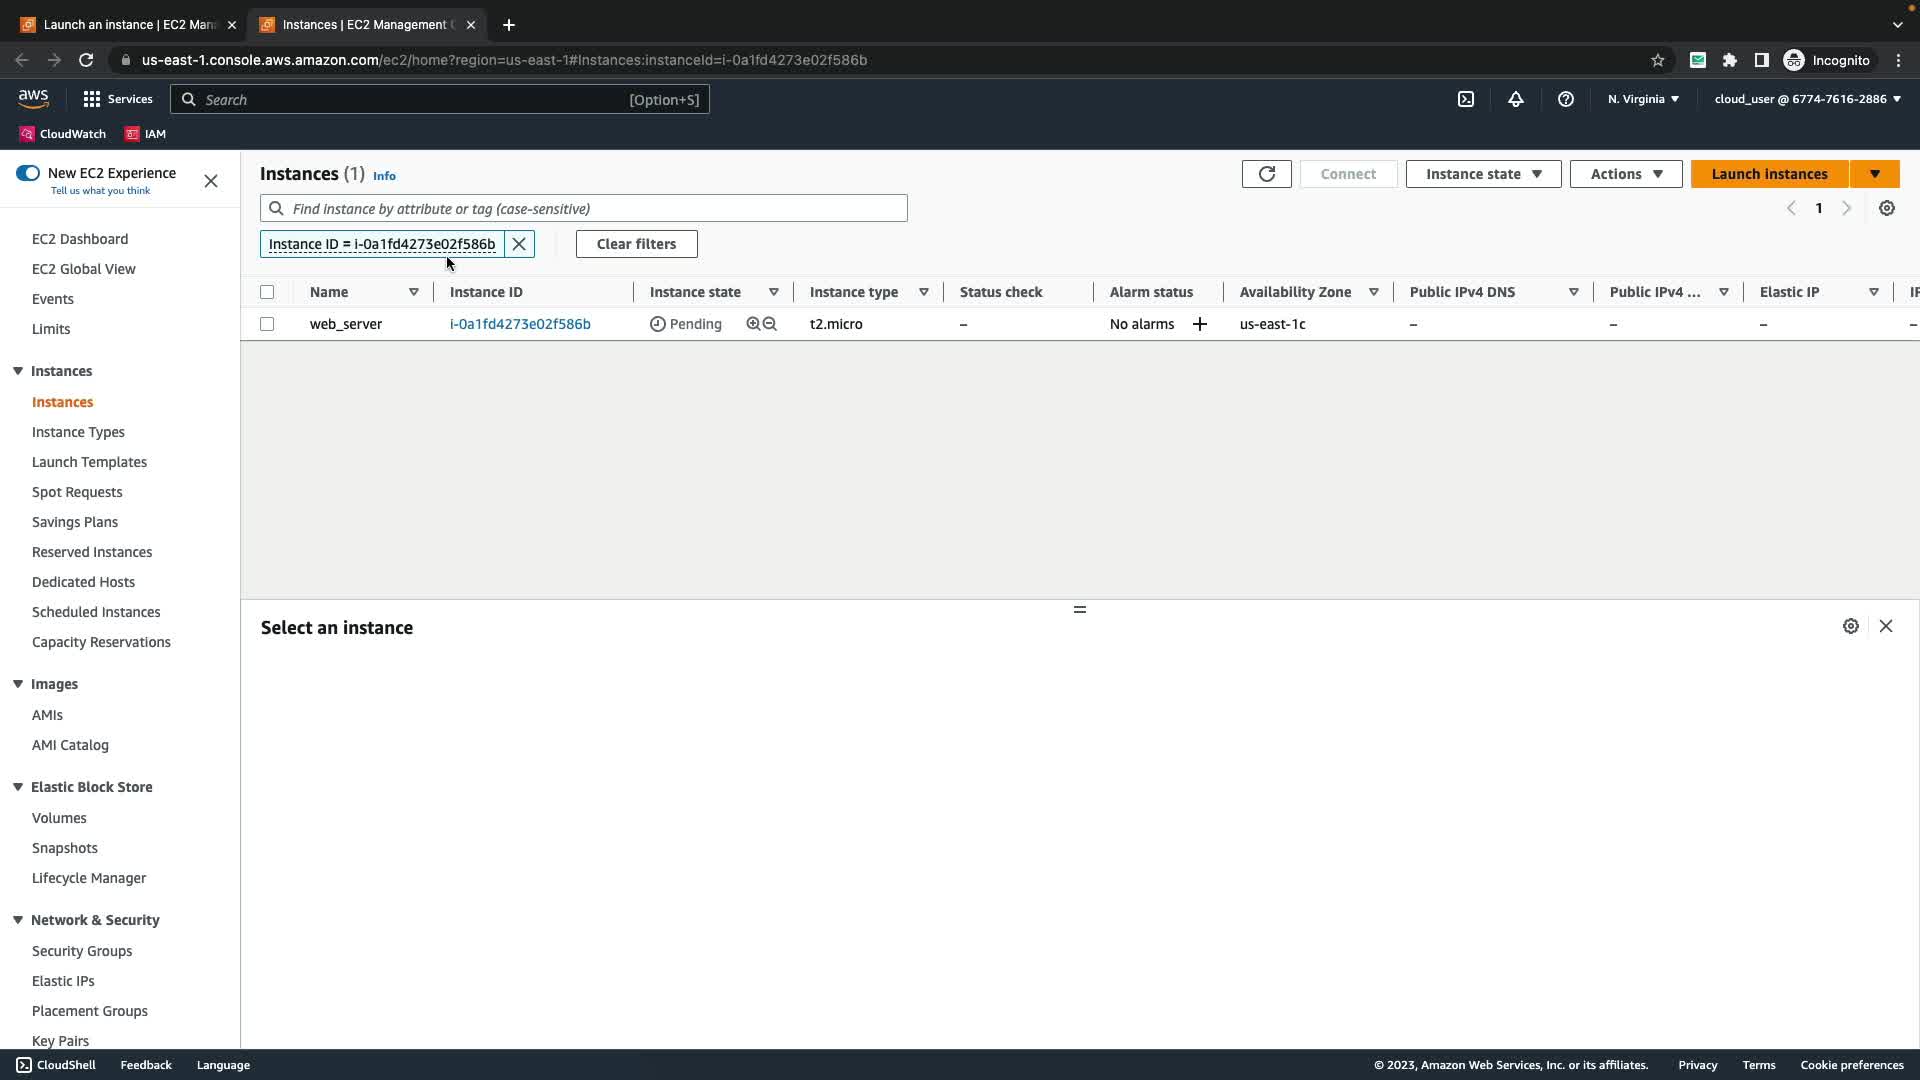 Launch an instance | EC2 Man
Instances | EC2 Management C
us-east-1.console.aws.amazon.com/ec2/home?region=us-east-1#Instances:instanceId=i-0a1fd4273e02f586b
Incognito
aws
Services
Search
[Option+S]
N. Virginia
cloud_user @ 6774-7616-2886
CloudWatch
IAM
New EC2 Experience
Tell us what you think
EC2 Dashboard
EC2 Global View
Events
Limits
Instances
Instances
Instance Types
Launch Templates
Spot Requests
Savings Plans
Reserved Instances
Dedicated Hosts
Scheduled Instances
Capacity Reservations
Images
AMIs
AMI Catalog
Elastic Block Store
Volumes
Snapshots
Lifecycle Manager
Network & Security
Security Groups
Elastic IPs
Placement Groups
Key Pairs
Instances (1) Info
Connect
Instance state
Actions
Launch instances
Find instance by attribute or tag (case-sensitive)
1
Instance ID = i-0a1fd4273e02f586b
Clear filters
Name Instance ID Instance state Instance type Status check Alarm status Availability Zone Public IPv4 DNS Public IPv4 ... Elastic IP IP
web_server i-0a1fd4273e02f586b Pending t2.micro – No alarms + us-east-1c – – – –
Select an instance
CloudShell
Feedback
Language
© 2023, Amazon Web Services, Inc. or its affiliates.
Privacy
Terms
Cookie preferences